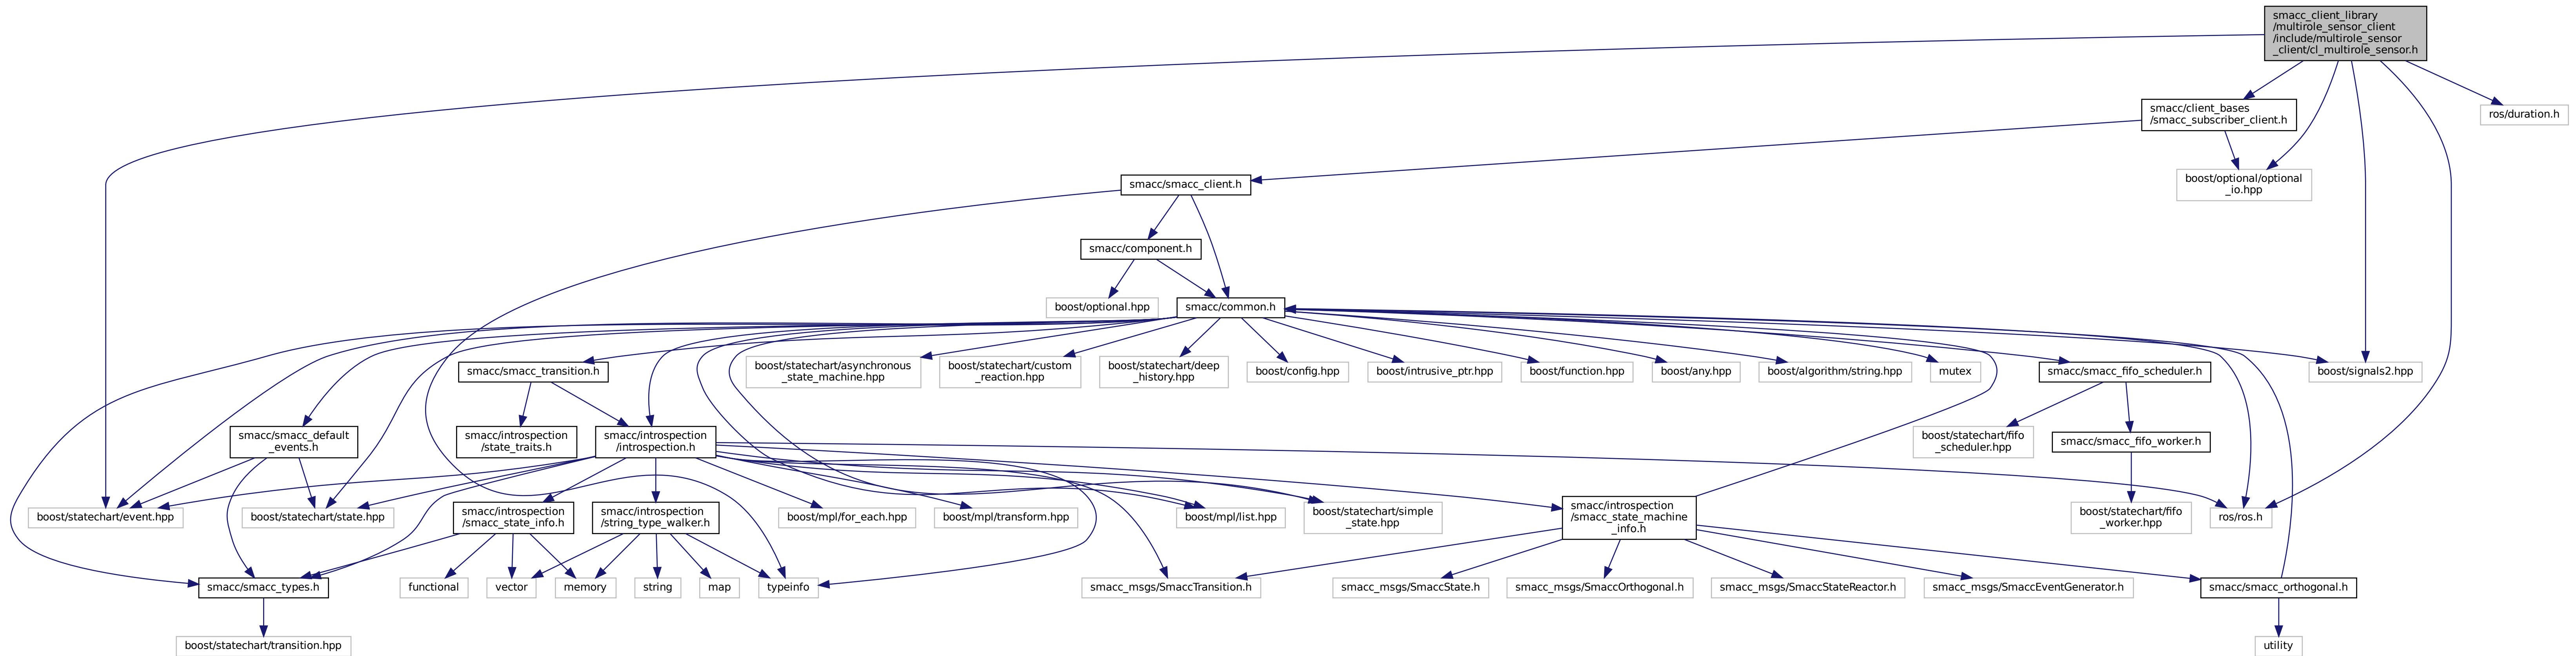 smacc_client_library
/multirole_sensor_client
/include/multirole_sensor
_client/cl_multirole_sensor.h
smacc/client_bases
/smacc_subscriber_client.h
ros/duration.h
smacc/smacc_client.h
boost/optional/optional
_io.hpp
smacc/component.h
boost/optional.hpp
smacc/common.h
smacc/smacc_transition.h
boost/statechart/asynchronous
_state_machine.hpp
boost/statechart/custom
_reaction.hpp
boost/statechart/deep
_history.hpp
boost/config.hpp
boost/intrusive_ptr.hpp
boost/function.hpp
boost/any.hpp
boost/algorithm/string.hpp
mutex
smacc/smacc_fifo_scheduler.h
boost/signals2.hpp
smacc/smacc_default
_events.h
smacc/introspection
/state_traits.h
smacc/introspection
/introspection.h
boost/statechart/fifo
_scheduler.hpp
smacc/smacc_fifo_worker.h
boost/statechart/event.hpp
boost/statechart/state.hpp
smacc/introspection
/smacc_state_info.h
smacc/introspection
/string_type_walker.h
boost/mpl/for_each.hpp
boost/mpl/transform.hpp
boost/mpl/list.hpp
boost/statechart/simple
_state.hpp
smacc/introspection
/smacc_state_machine
_info.h
boost/statechart/fifo
_worker.hpp
ros/ros.h
smacc/smacc_types.h
functional
vector
memory
string
map
typeinfo
smacc_msgs/SmaccTransition.h
smacc_msgs/SmaccState.h
smacc_msgs/SmaccOrthogonal.h
smacc_msgs/SmaccStateReactor.h
smacc_msgs/SmaccEventGenerator.h
smacc/smacc_orthogonal.h
boost/statechart/transition.hpp
utility